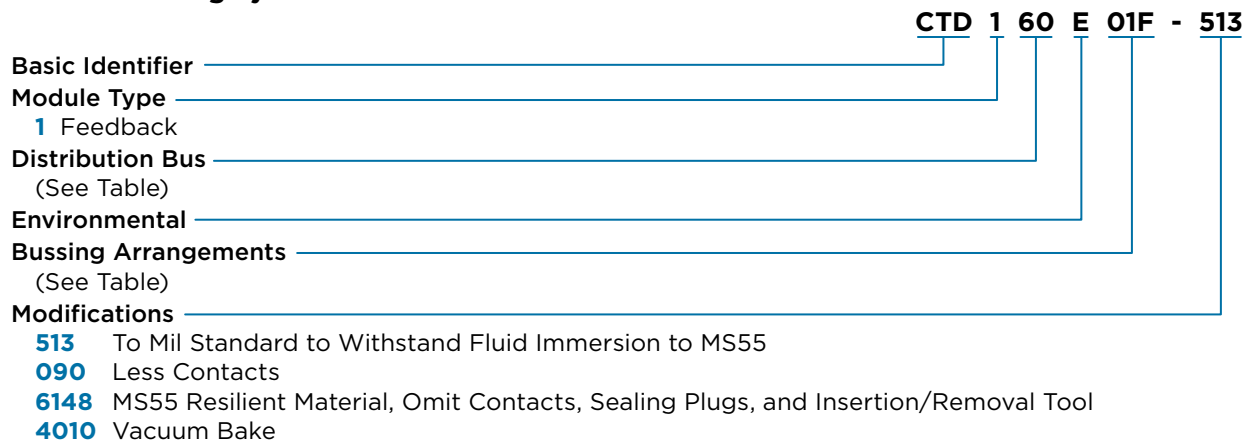 CTD 1 60 E 01F - 513
Basic Identifier
Module Type
1 Feedback
Distribution Bus
(See Table)
Environmental
Bussing Arrangements
(See Table)
Modifications
513 To Mil Standard to Withstand Fluid Immersion to MS55
090 Less Contacts
6148 MS55 Resilient Material, Omit Contacts, Sealing Plugs, and Insertion/Removal Tool
4010 Vacuum Bake